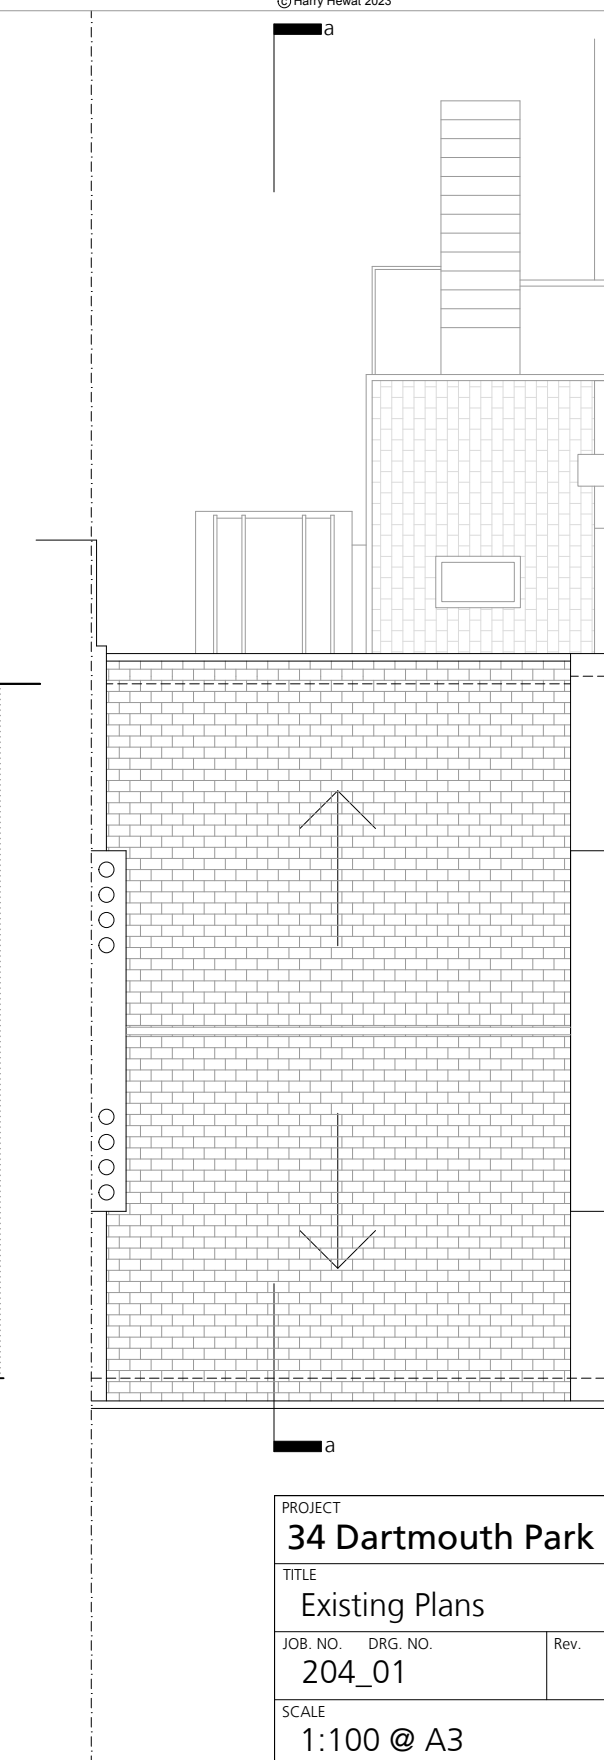 © Harry Hewat 2023
a
a
PROJECT
34 Dartmouth Park
TITLE
Existing Plans
JOB. NO. DRG. NO. Rev.
204_01
SCALE
1:100 @ A3